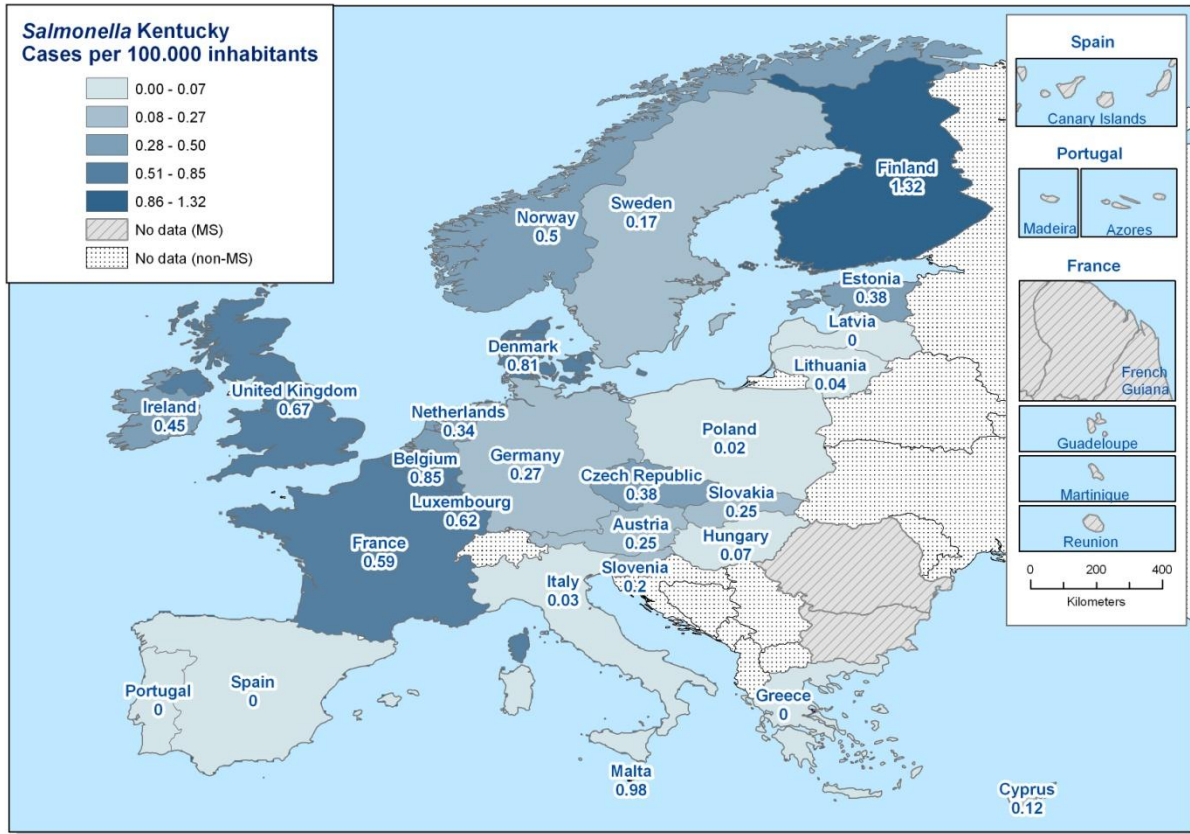 Salmonella Kentucky
Cases per 100.000 inhabitants
0.00 - 0.07
0.08 - 0.27
0.28 - 0.50
0.51 - 0.85
0.86 - 1.32
No data (MS)
No data (non-MS)
Finland
1.32
Sweden
0.17
Norway
0.5
Estonia
0.38
Latvia
0
Lithuania
0.04
Denmark
0.81
United Kingdom
0.67
Ireland
0.45
Netherlands
0.34
Poland
0.02
Belgium
0.85
Germany
0.27
Czech Republic
0.38
Luxembourg
0.62
Slovakia
0.25
Austria
0.25
Hungary
0.07
France
0.59
Slovenia
0.2
Italy
0.03
Portugal
0
Spain
0
Greece
0
Malta
0.98
Cyprus
0.12
Spain
Canary Islands
Portugal
Madeira
Azores
France
French
Guiana
Guadeloupe
Martinique
Reunion
0 200 400
Kilometers